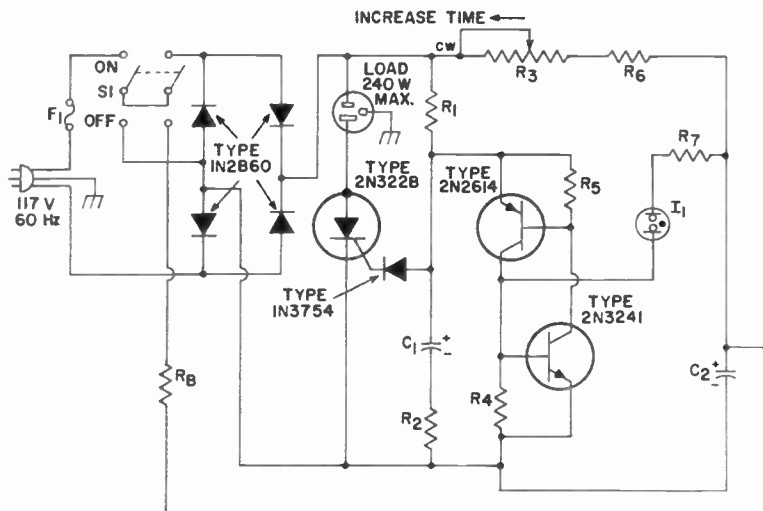 INCREASE TIME
CW
ON
S1
OFF
F1
117 V
60 Hz
TYPE
1N2860
LOAD
240 W
MAX.
TYPE
2N3228
TYPE
1N3754
R1
R3
R6
R7
TYPE
2N2614
R5
I1
TYPE
2N3241
C1
+
-
R2
R4
C2
+
-
RB